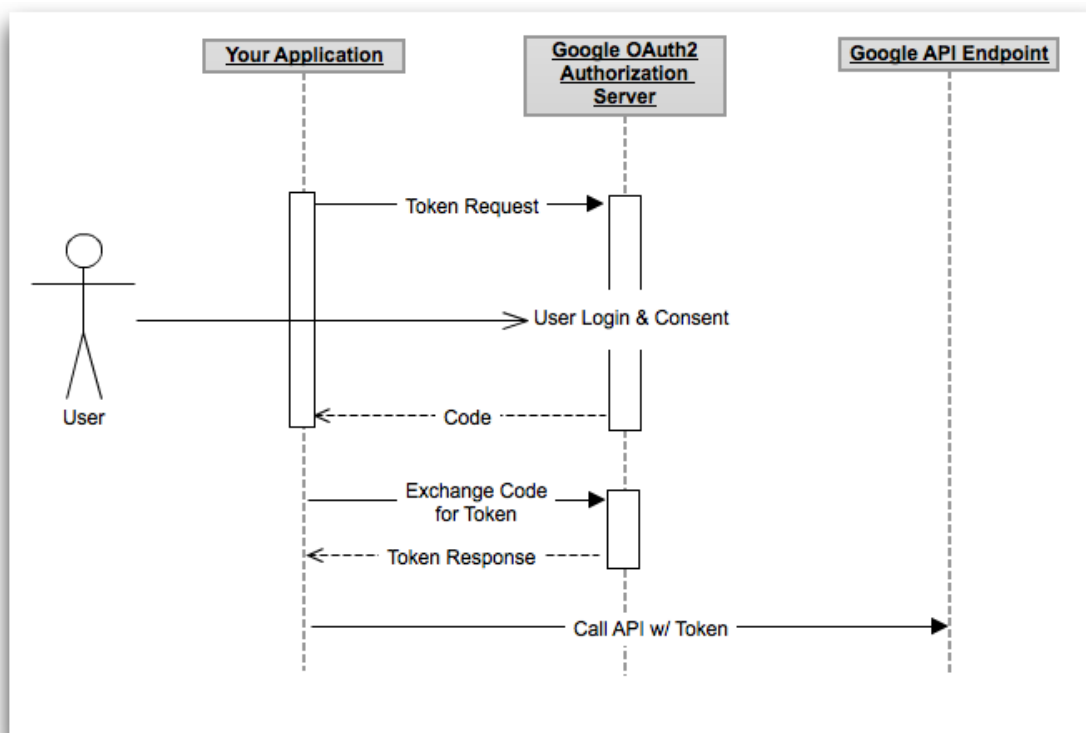 Your Application
Google OAuth2
Authorization
Server
Google API Endpoint
Token Request
User Login & Consent
User
Code
Exchange Code
for Token
Token Response
Call API w/ Token